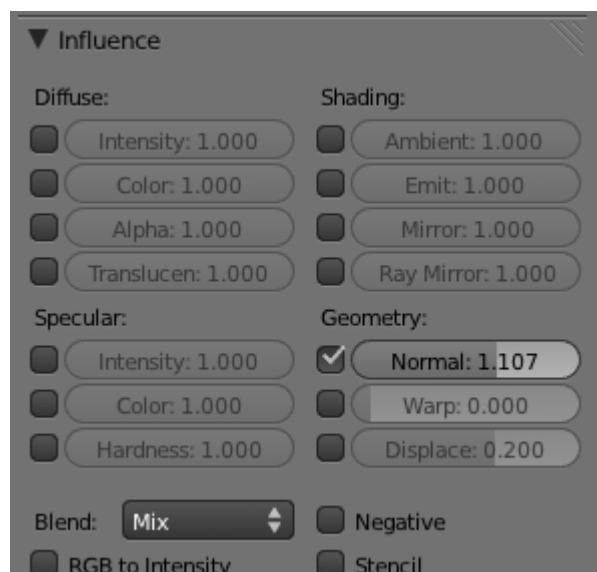 Influence
Diffuse: Shading:
Intensity: 1.000 Ambient: 1.000
Color: 1.000 Emit: 1.000
Alpha: 1.000 Mirror: 1.000
Translucen: 1.000 Ray Mirror: 1.000
Specular: Geometry:
Intensity: 1.000 Normal: 1.107
Color: 1.000 Warp: 0.000
Hardness: 1.000 Displace: 0.200
Blend: Mix Negative
RGB to Intensity Stencil